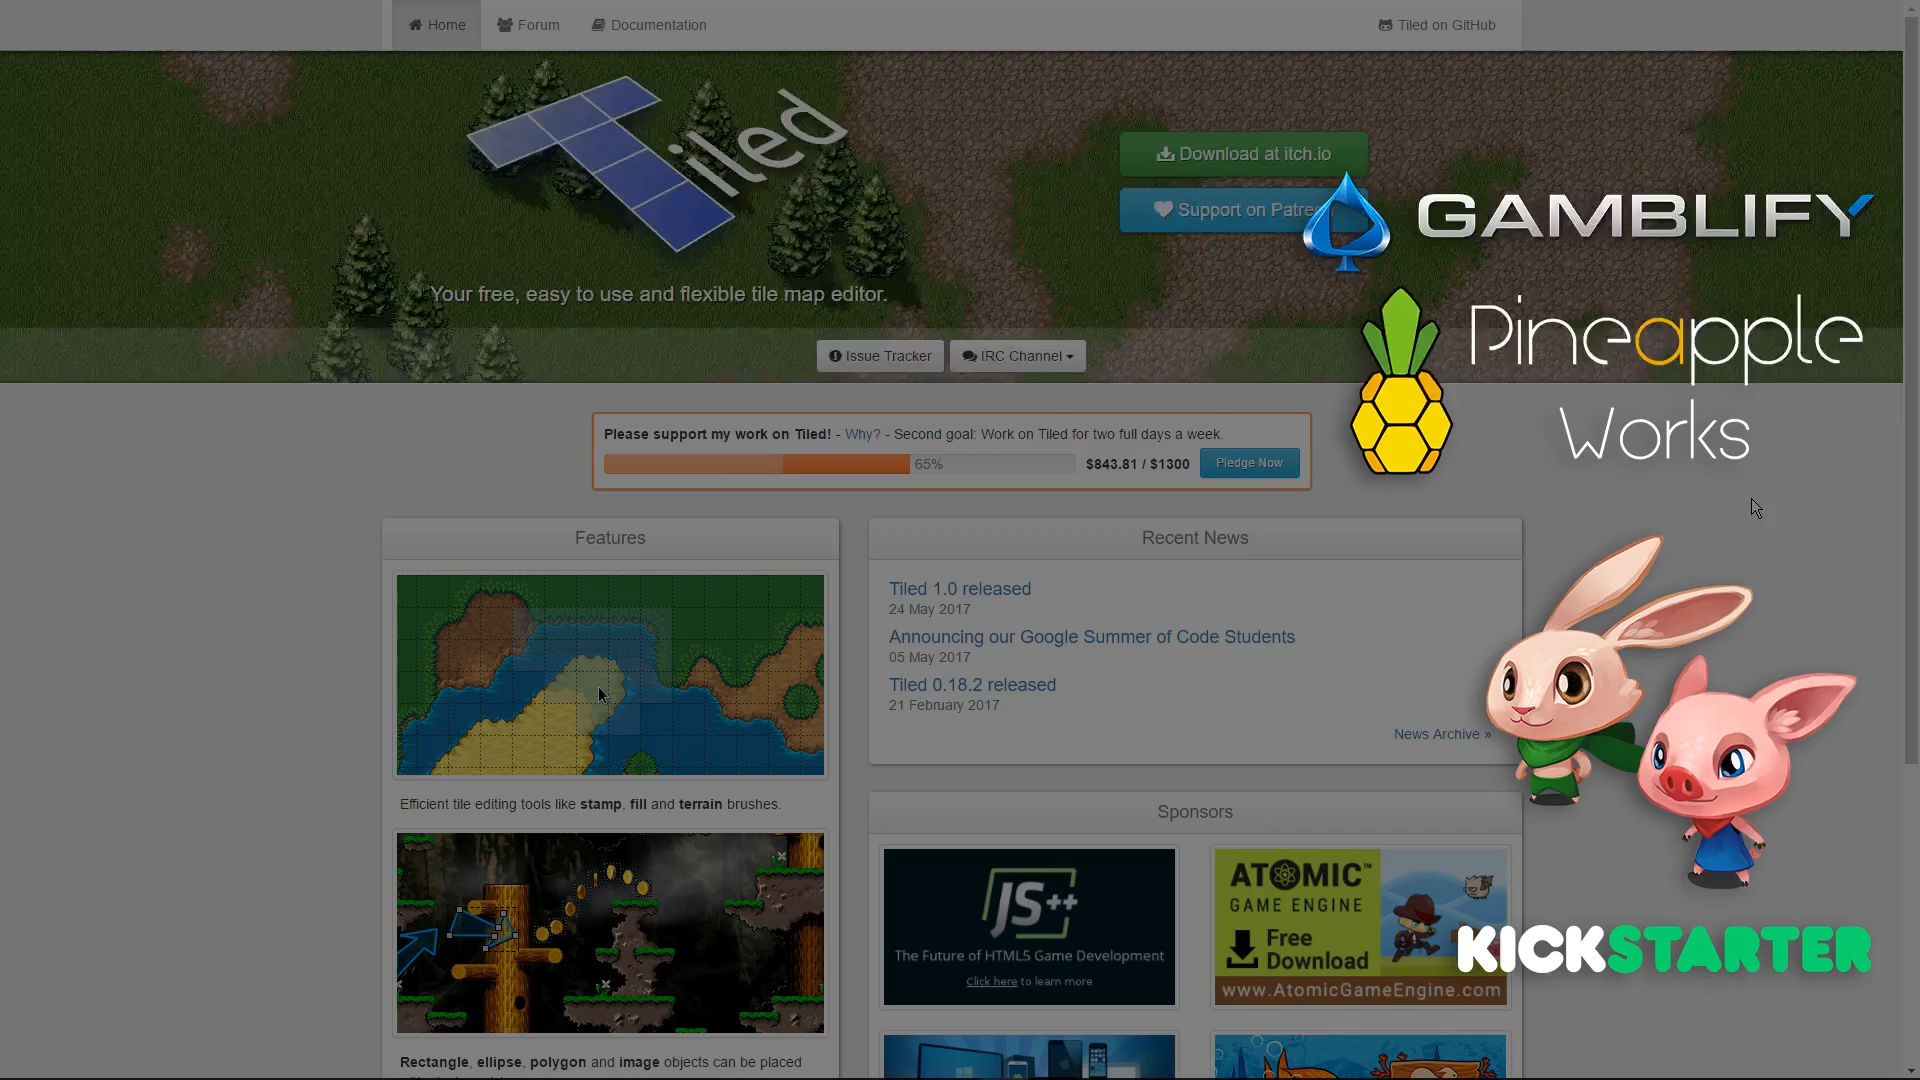 Home
Forum
Documentation
Tiled on GitHub
Tiled
Download at itch.io
Support on Patre
GAMBLIFY
Your free, easy to use and flexible tile map editor.
Pineapple
Works
Issue Tracker
IRC Channel
Please support my work on Tiled! - Why? - Second goal: Work on Tiled for two full days a week.
65%
$843.81 / $1300
Pledge Now
Features
Efficient tile editing tools like stamp, fill and terrain brushes.
Rectangle, ellipse, polygon and image objects can be placed
Recent News
Tiled 1.0 released
24 May 2017
Announcing our Google Summer of Code Students
05 May 2017
Tiled 0.18.2 released
21 February 2017
News Archive »
Sponsors
JS++
The Future of HTML5 Game Development
Click here to learn more
ATOMIC™
GAME ENGINE
Free
Download
www.AtomicGameEngine.com
KICKSTARTER